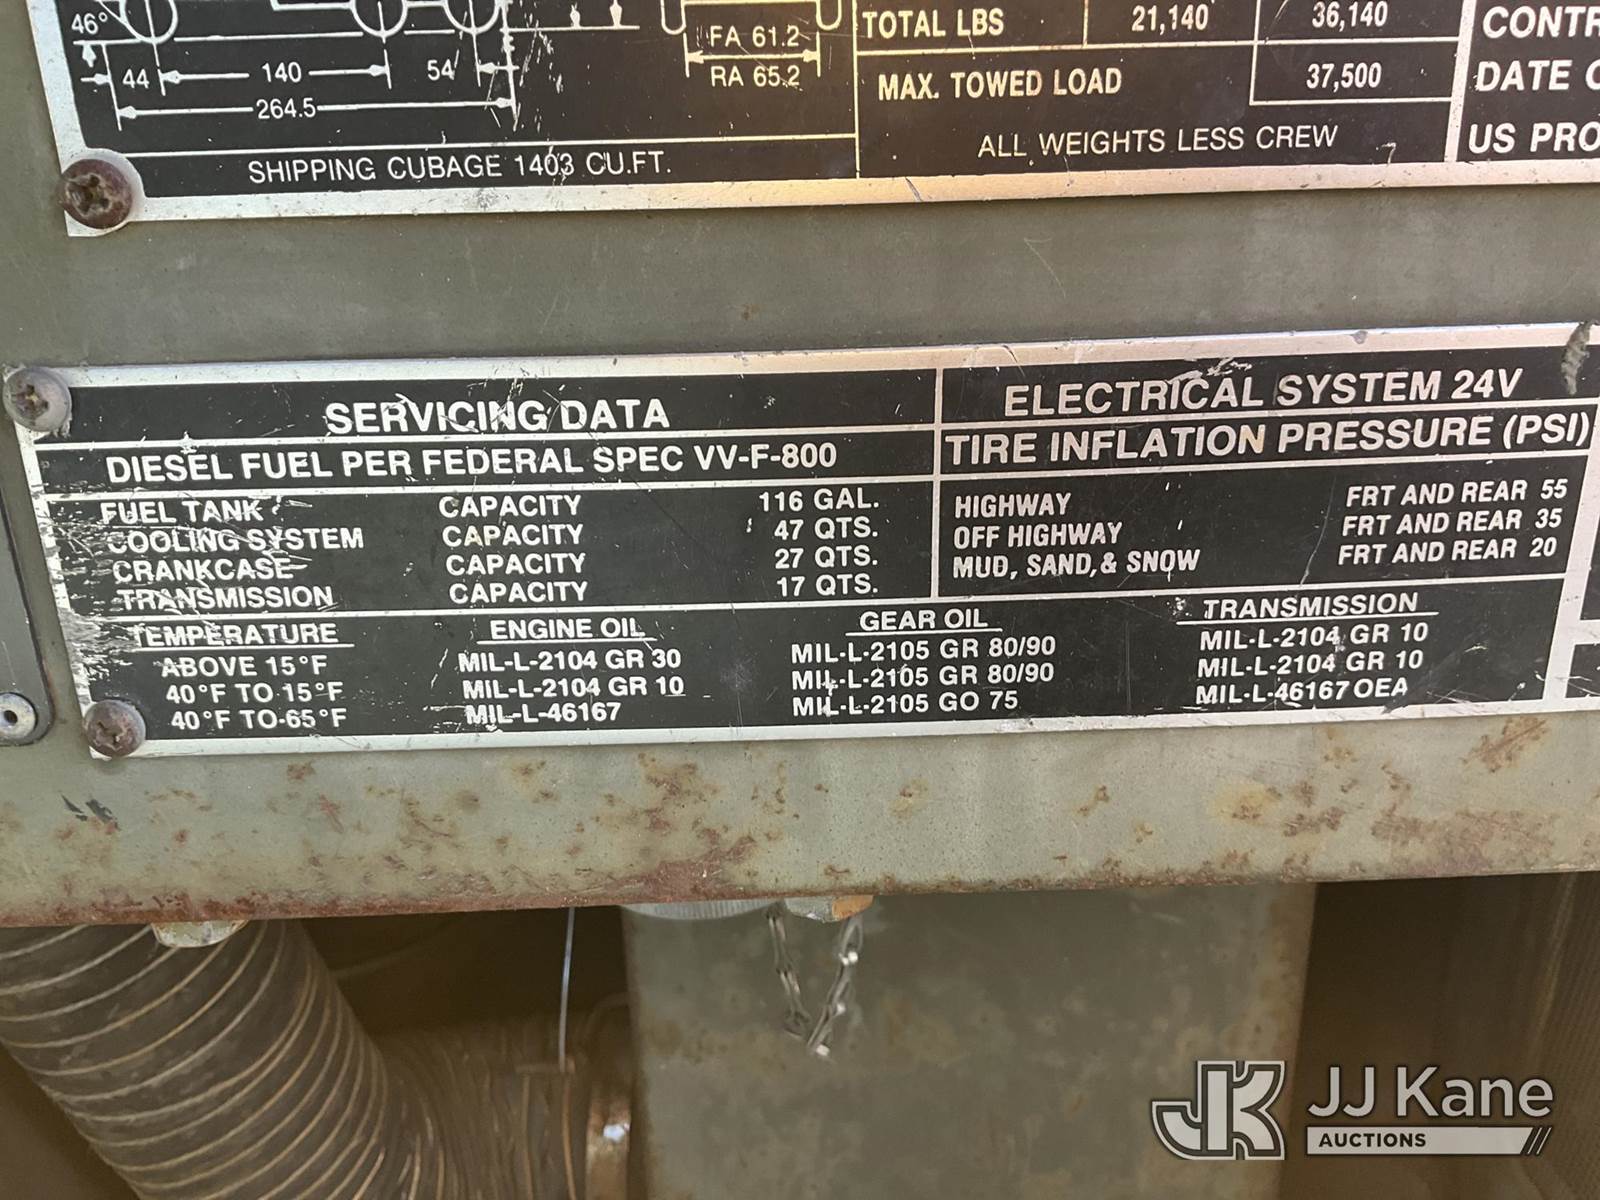 46°
44 140 54
264.5
FA 61.2
RA 65.2
SHIPPING CUBAGE 1403 CU.FT.
TOTAL LBS 21,140 36,140
MAX. TOWED LOAD 37,500
ALL WEIGHTS LESS CREW
CONTR
DATE
US PRO
SERVICING DATA
DIESEL FUEL PER FEDERAL SPEC VV-F-800
FUEL TANK CAPACITY 116 GAL.
COOLING SYSTEM CAPACITY 47 QTS.
CRANKCASE CAPACITY 27 QTS.
TRANSMISSION CAPACITY 17 QTS.
ELECTRICAL SYSTEM 24V
TIRE INFLATION PRESSURE (PSI)
HIGHWAY FRT AND REAR 55
OFF HIGHWAY FRT AND REAR 35
MUD, SAND, & SNOW FRT AND REAR 20
TEMPERATURE ENGINE OIL GEAR OIL TRANSMISSION
ABOVE 15°F MIL-L-2104 GR 30 MIL-L-2105 GR 80/90 MIL-L-2104 GR 10
40°F TO 15°F MIL-L-2104 GR 10 MIL-L-2105 GR 80/90 MIL-L-2104 GR 10
40°F TO-65°F MIL-L-46167 MIL-L-2105 GO 75 MIL-L-46167 OEA
JK JJ Kane
AUCTIONS